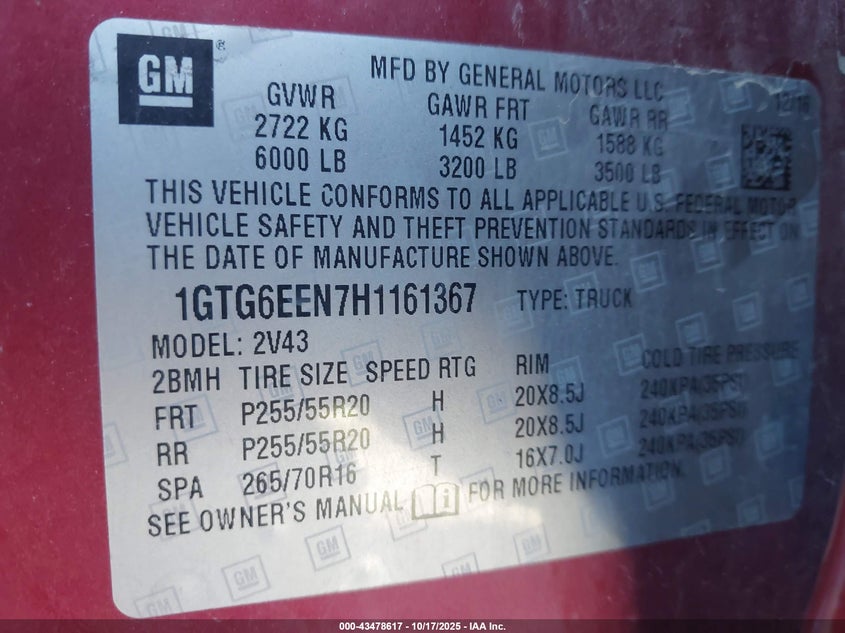 GM
MFD BY GENERAL MOTORS LLC
12/16
GVWR GAWR FRT GAWR RR
2722 KG 1452 KG 1588 KG
6000 LB 3200 LB 3500 LB
THIS VEHICLE CONFORMS TO ALL APPLICABLE U.S. FEDERAL MOTOR
VEHICLE SAFETY AND THEFT PREVENTION STANDARDS IN EFFECT ON
THE DATE OF MANUFACTURE SHOWN ABOVE.
1GTG6EEN7H1161367 TYPE: TRUCK
MODEL: 2V43
2BMH TIRE SIZE SPEED RTG RIM COLD TIRE PRESSURE
FRT P255/55R20 H 20X8.5J 240KPA(35PSI)
RR P255/55R20 H 20X8.5J 240KPA(35PSI)
SPA 265/70R16 T 16X7.0J 240KPA(35PSI)
SEE OWNER'S MANUAL FOR MORE INFORMATION.
000-43478617 - 10/17/2025 - IAA Inc.